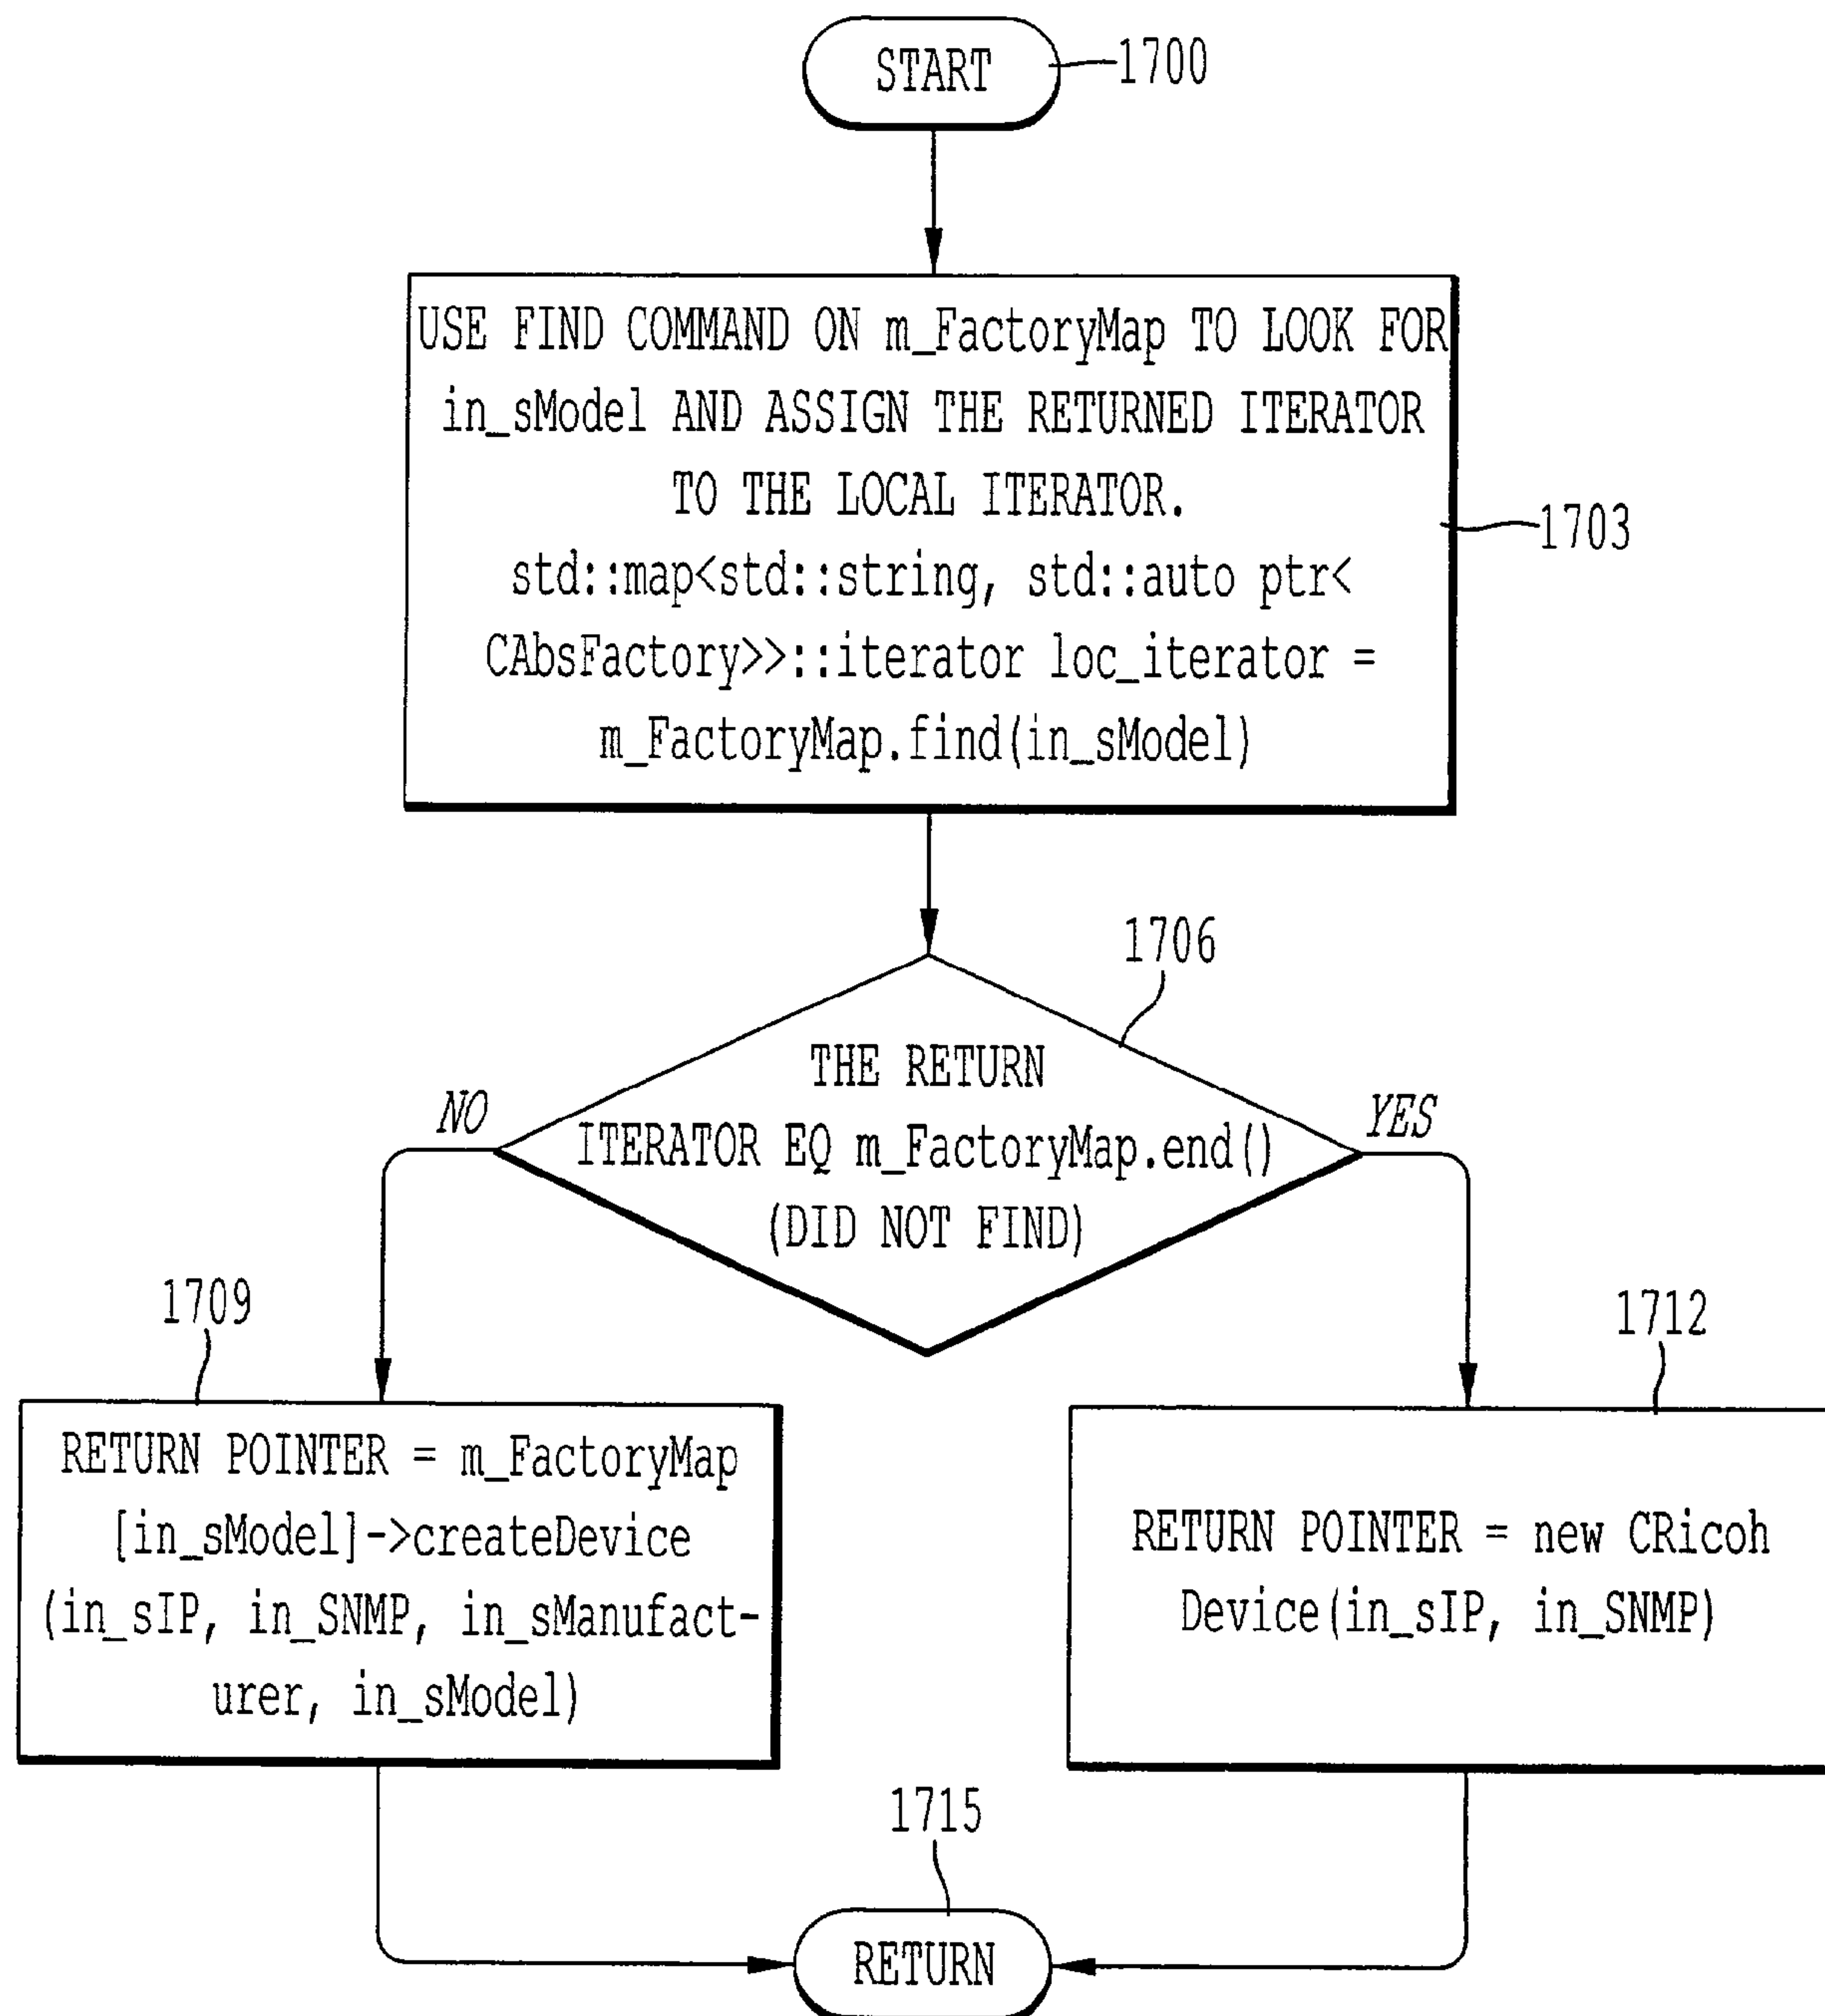 START
1700
USE FIND COMMAND ON m_FactoryMap TO LOOK FOR
in_sModel AND ASSIGN THE RETURNED ITERATOR
TO THE LOCAL ITERATOR.
std::map<std::string, std::auto ptr<
CAbsFactory>>::iterator loc_iterator =
m_FactoryMap.find(in_sModel)
1703
1706
THE RETURN
ITERATOR EQ m_FactoryMap.end()
(DID NOT FIND)
NO
YES
1709
RETURN POINTER = m_FactoryMap
[in_sModel]->createDevice
(in_sIP, in_SNMP, in_sManufact-
urer, in_sModel)
1712
RETURN POINTER = new CRicoh
Device(in_sIP, in_SNMP)
1715
RETURN